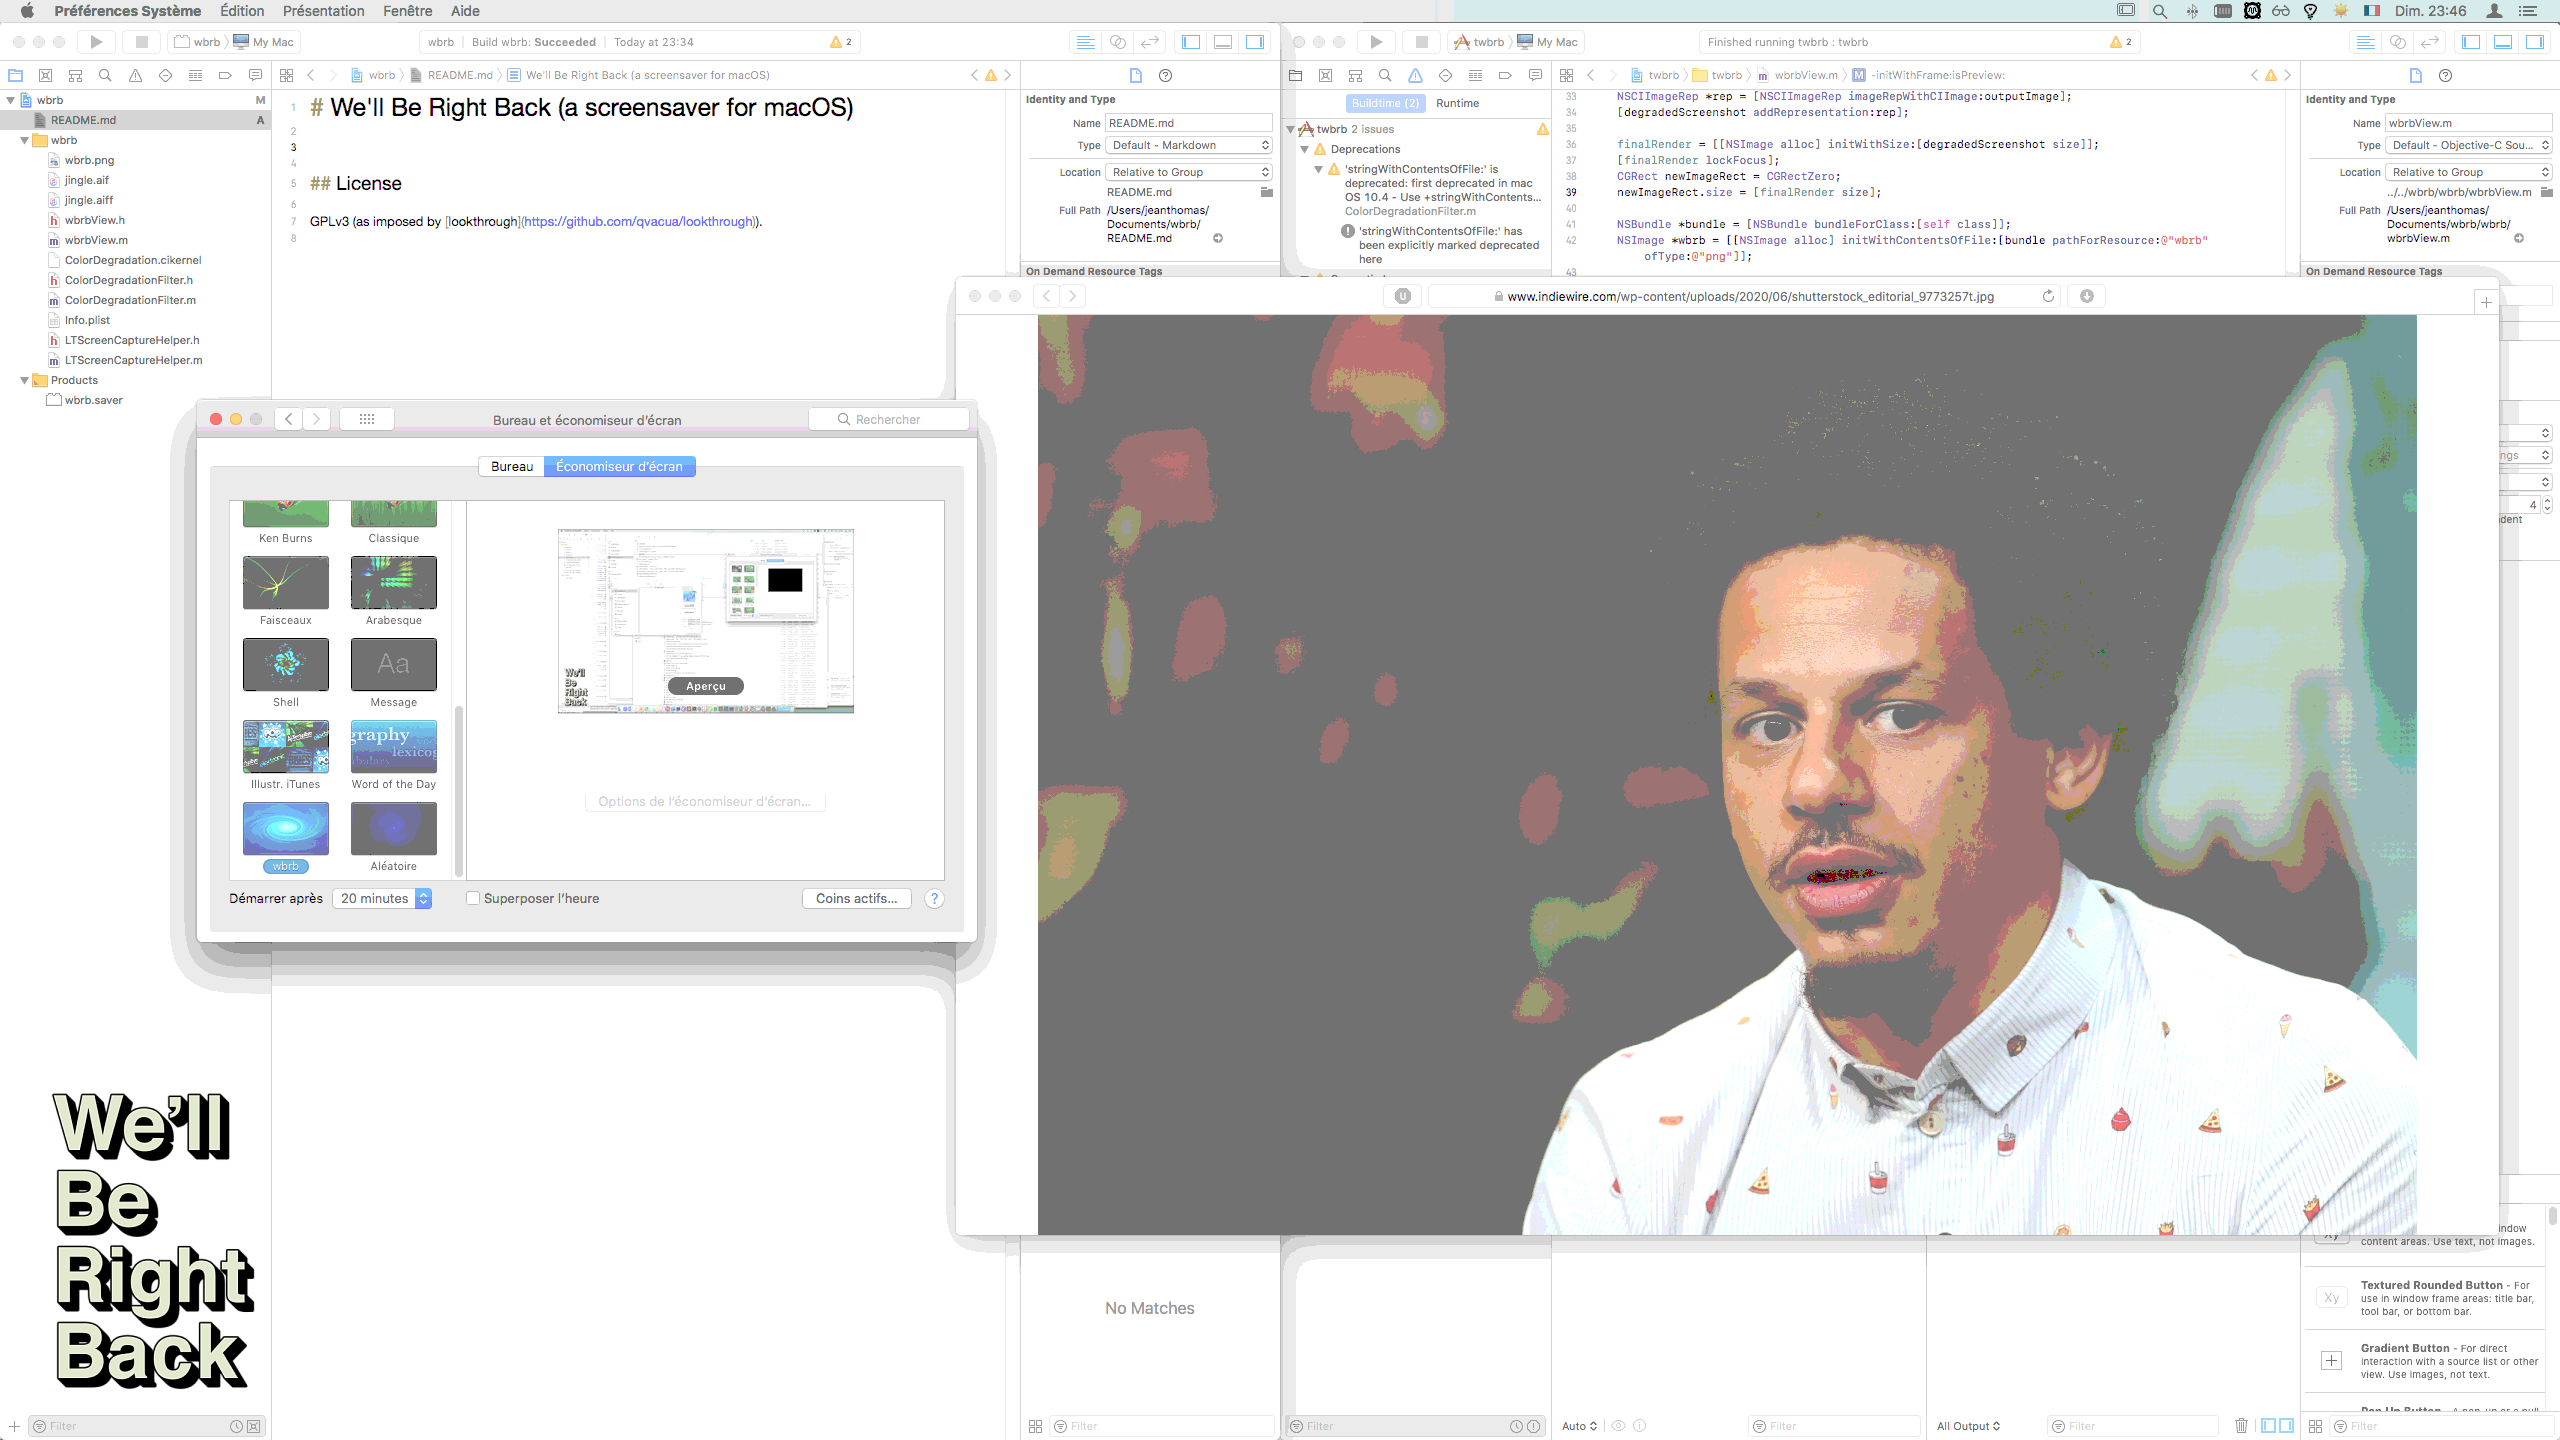 Préférences Système Édition Présentation Fenêtre Aide
Dim. 23:46
wbrb My Mac
wbrb Build wbrb: Succeeded Today at 23:34
2
twbrb My Mac
Finished running twbrb : twbrb
2
wbrb README.md We'll Be Right Back (a screensaver for macOS)
twbrb twbrb wbrbView.m -initWithFrame:isPreview:
wbrb M
README.md A
wbrb
wbrb.png
jingle.aif
jingle.aiff
wbrbView.h
wbrbView.m
ColorDegradation.cikernel
ColorDegradationFilter.h
ColorDegradationFilter.m
Info.plist
LTScreenCaptureHelper.h
LTScreenCaptureHelper.m
Products
wbrb.saver
1 # We'll Be Right Back (a screensaver for macOS)
2
3
4
5 ## License
6
7 GPLv3 (as imposed by [lookthrough](https://github.com/qvacua/lookthrough)).
8
Identity and Type
Name README.md
Type Default - Markdown
Location Relative to Group
README.md
Full Path /Users/jeanthomas/
Documents/wbrb/
README.md
On Demand Resource Tags
Buildtime (2) Runtime
twbrb 2 issues
Deprecations
'stringWithContentsOfFile:' is
deprecated: first deprecated in mac
OS 10.4 - Use +stringWithContents...
ColorDegradationFilter.m
'stringWithContentsOfFile:' has
been explicitly marked deprecated
here
33 NSCIImageRep *rep = [NSCIImageRep imageRepWithCIImage:outputImage];
34 [degradedScreenshot addRepresentation:rep];
35
36 finalRender = [[NSImage alloc] initWithSize:[degradedScreenshot size]];
37 [finalRender lockFocus];
38 CGRect newImageRect = CGRectZero;
39 newImageRect.size = [finalRender size];
40
41 NSBundle *bundle = [NSBundle bundleForClass:[self class]];
42 NSImage *wbrb = [[NSImage alloc] initWithContentsOfFile:[bundle pathForResource:@"wbrb"
ofType:@"png"]];
43
Identity and Type
Name wbrbView.m
Type Default - Objective-C Sou...
Location Relative to Group
../../wbrb/wbrb/wbrbView.m
Full Path /Users/jeanthomas/
Documents/wbrb/wbrb/
wbrbView.m
On Demand Resource Tags
www.indiewire.com/wp-content/uploads/2020/06/shutterstock_editorial_9773257t.jpg
ngs
4
dent
Bureau et économiseur d'écran
Rechercher
Bureau Économiseur d'écran
Ken Burns Classique
Faisceaux Arabesque
Aa
Shell Message
Illustr. iTunes Word of the Day
wbrb Aléatoire
We'll
Be
Right
Back
Aperçu
Options de l'économiseur d'écran...
Démarrer après 20 minutes
Superposer l'heure
Coins actifs... ?
We'll
Be
Right
Back
No Matches
ndow
content areas. Use text, not images.
Xy
Textured Rounded Button - For
use in window frame areas: title bar,
tool bar, or bottom bar.
Gradient Button - For direct
interaction with a source list or other
view. Use images, not text.
Filter
Filter
Filter
Auto
Filter
All Output
Filter
Filter